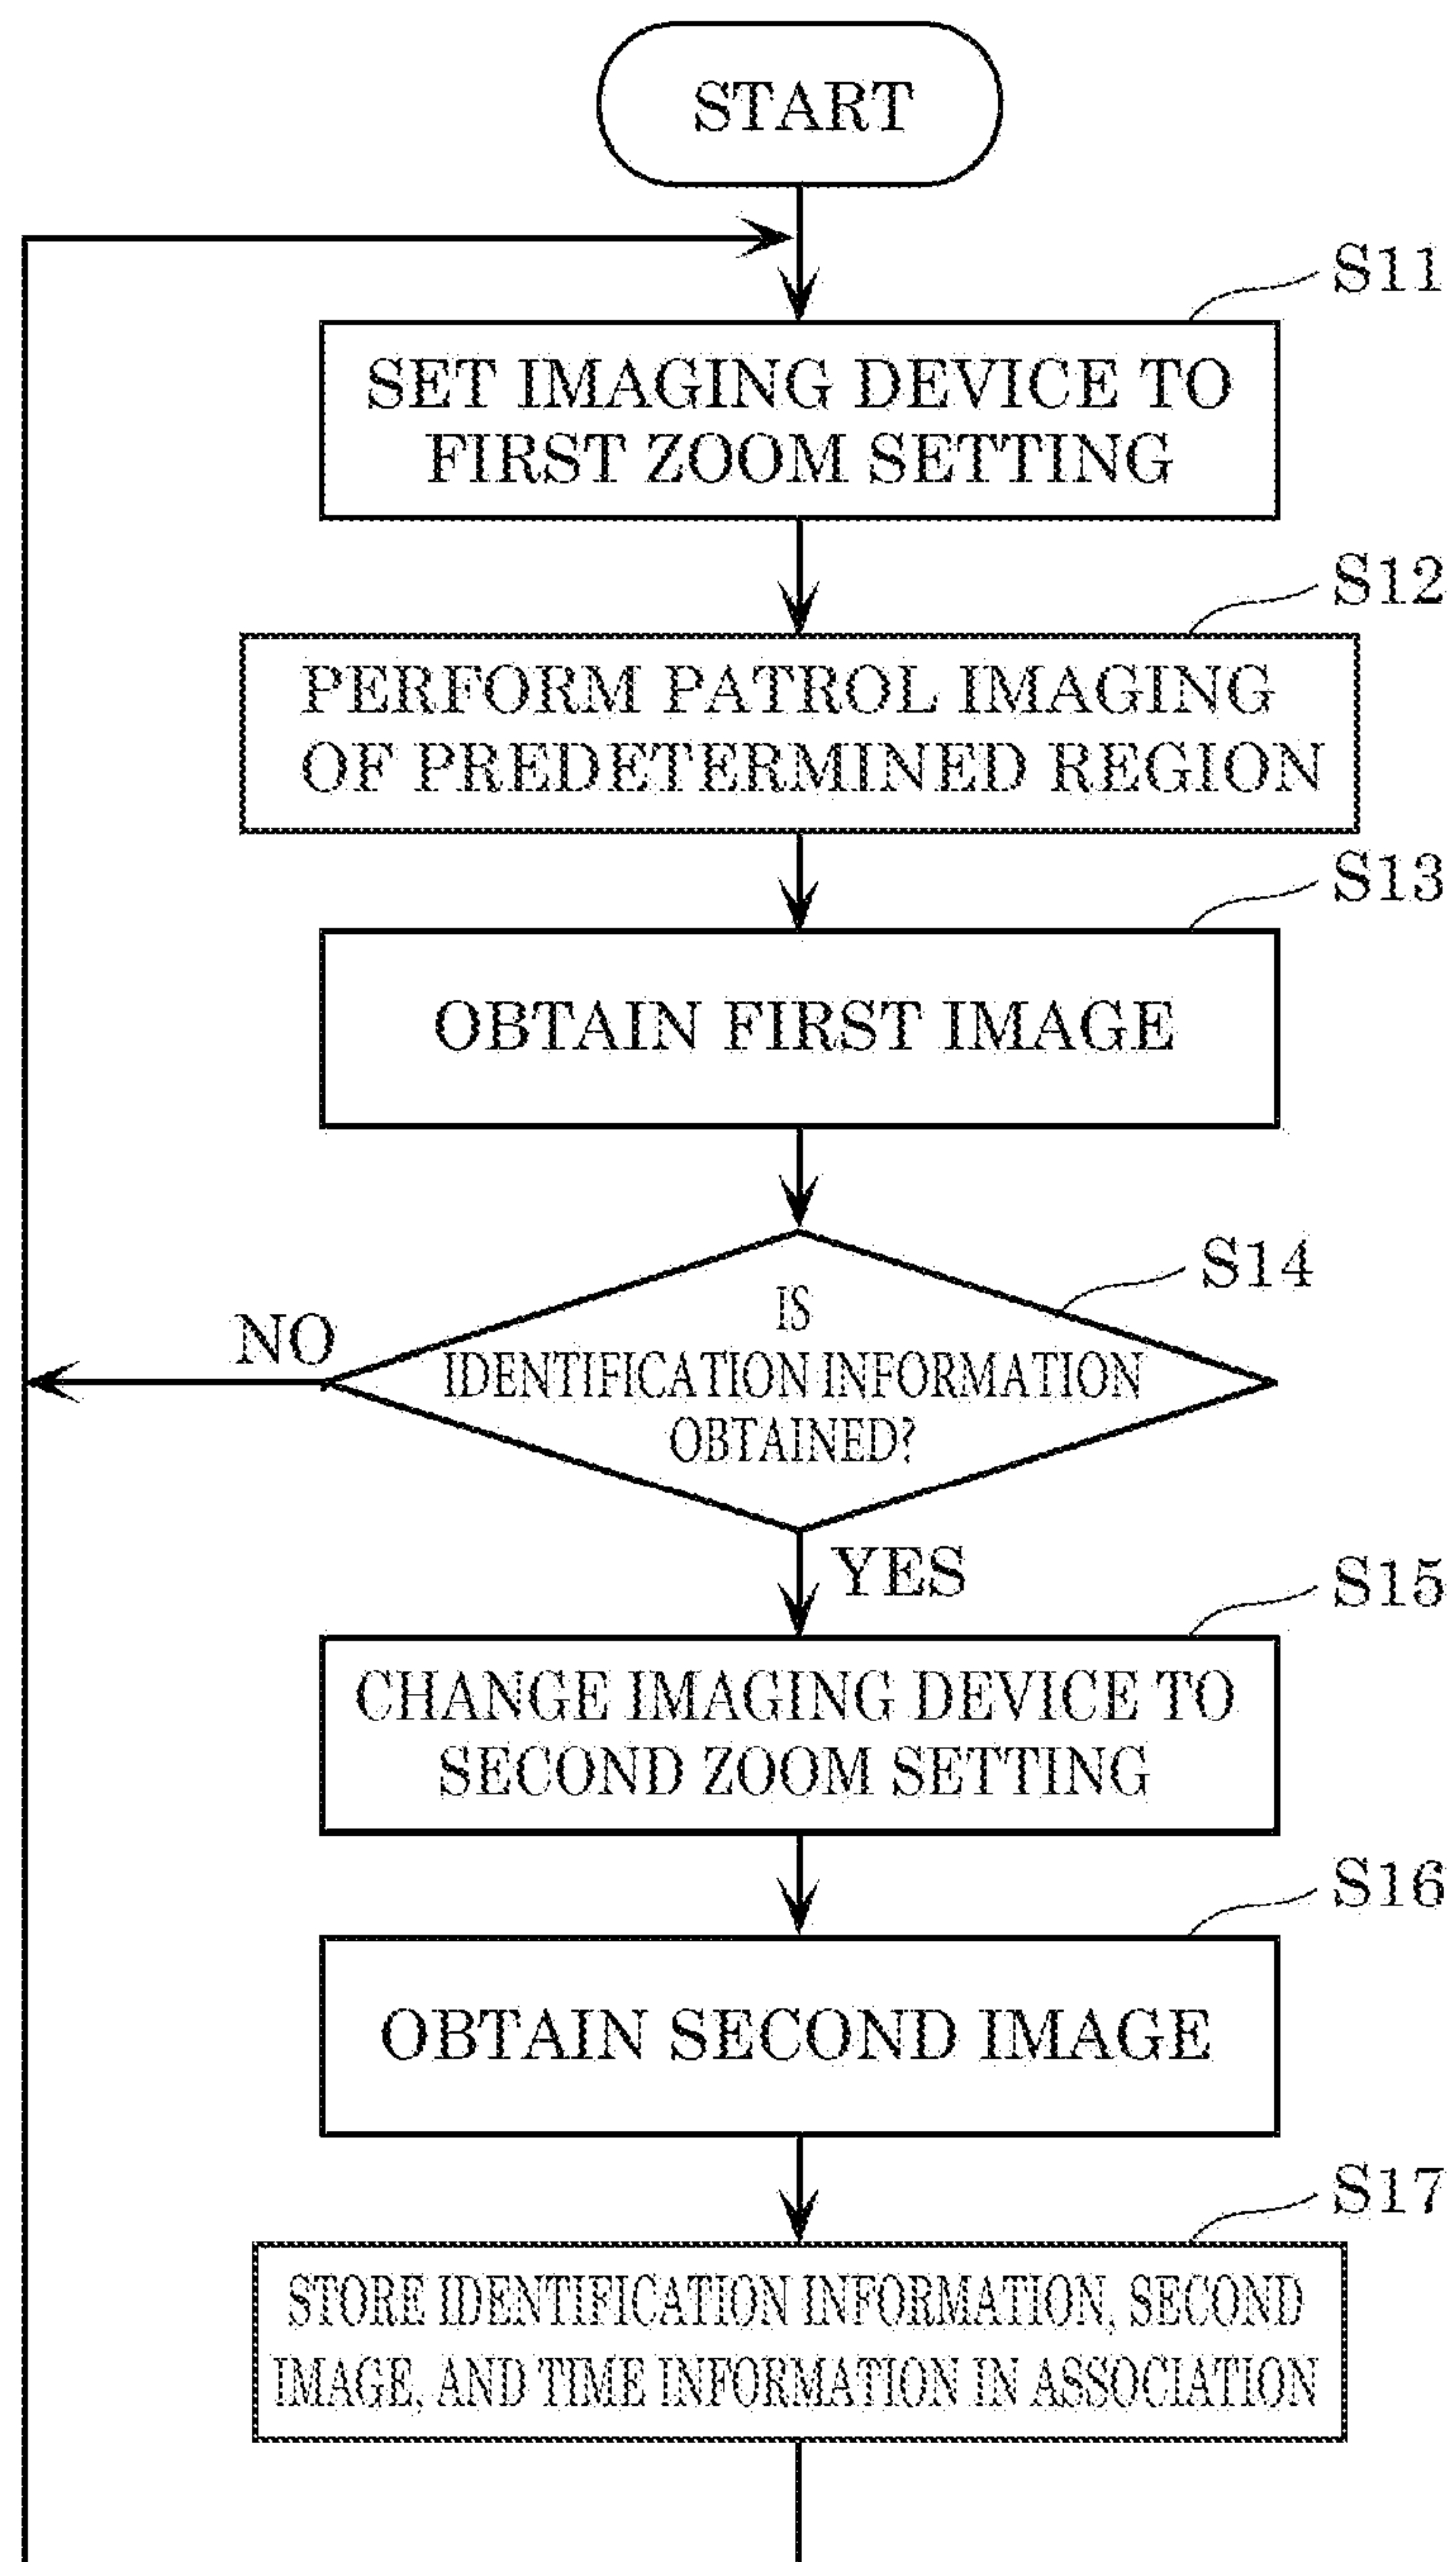 START
S11
SET IMAGING DEVICE TO
FIRST ZOOM SETTING
S12
PERFORM PATROL IMAGING
OF PREDETERMINED REGION
S13
OBTAIN FIRST IMAGE
S14
IS
IDENTIFICATION INFORMATION
OBTAINED?
NO
YES
S15
CHANGE IMAGING DEVICE TO
SECOND ZOOM SETTING
S16
OBTAIN SECOND IMAGE
S17
STORE IDENTIFICATION INFORMATION, SECOND
IMAGE, AND TIME INFORMATION IN ASSOCIATION